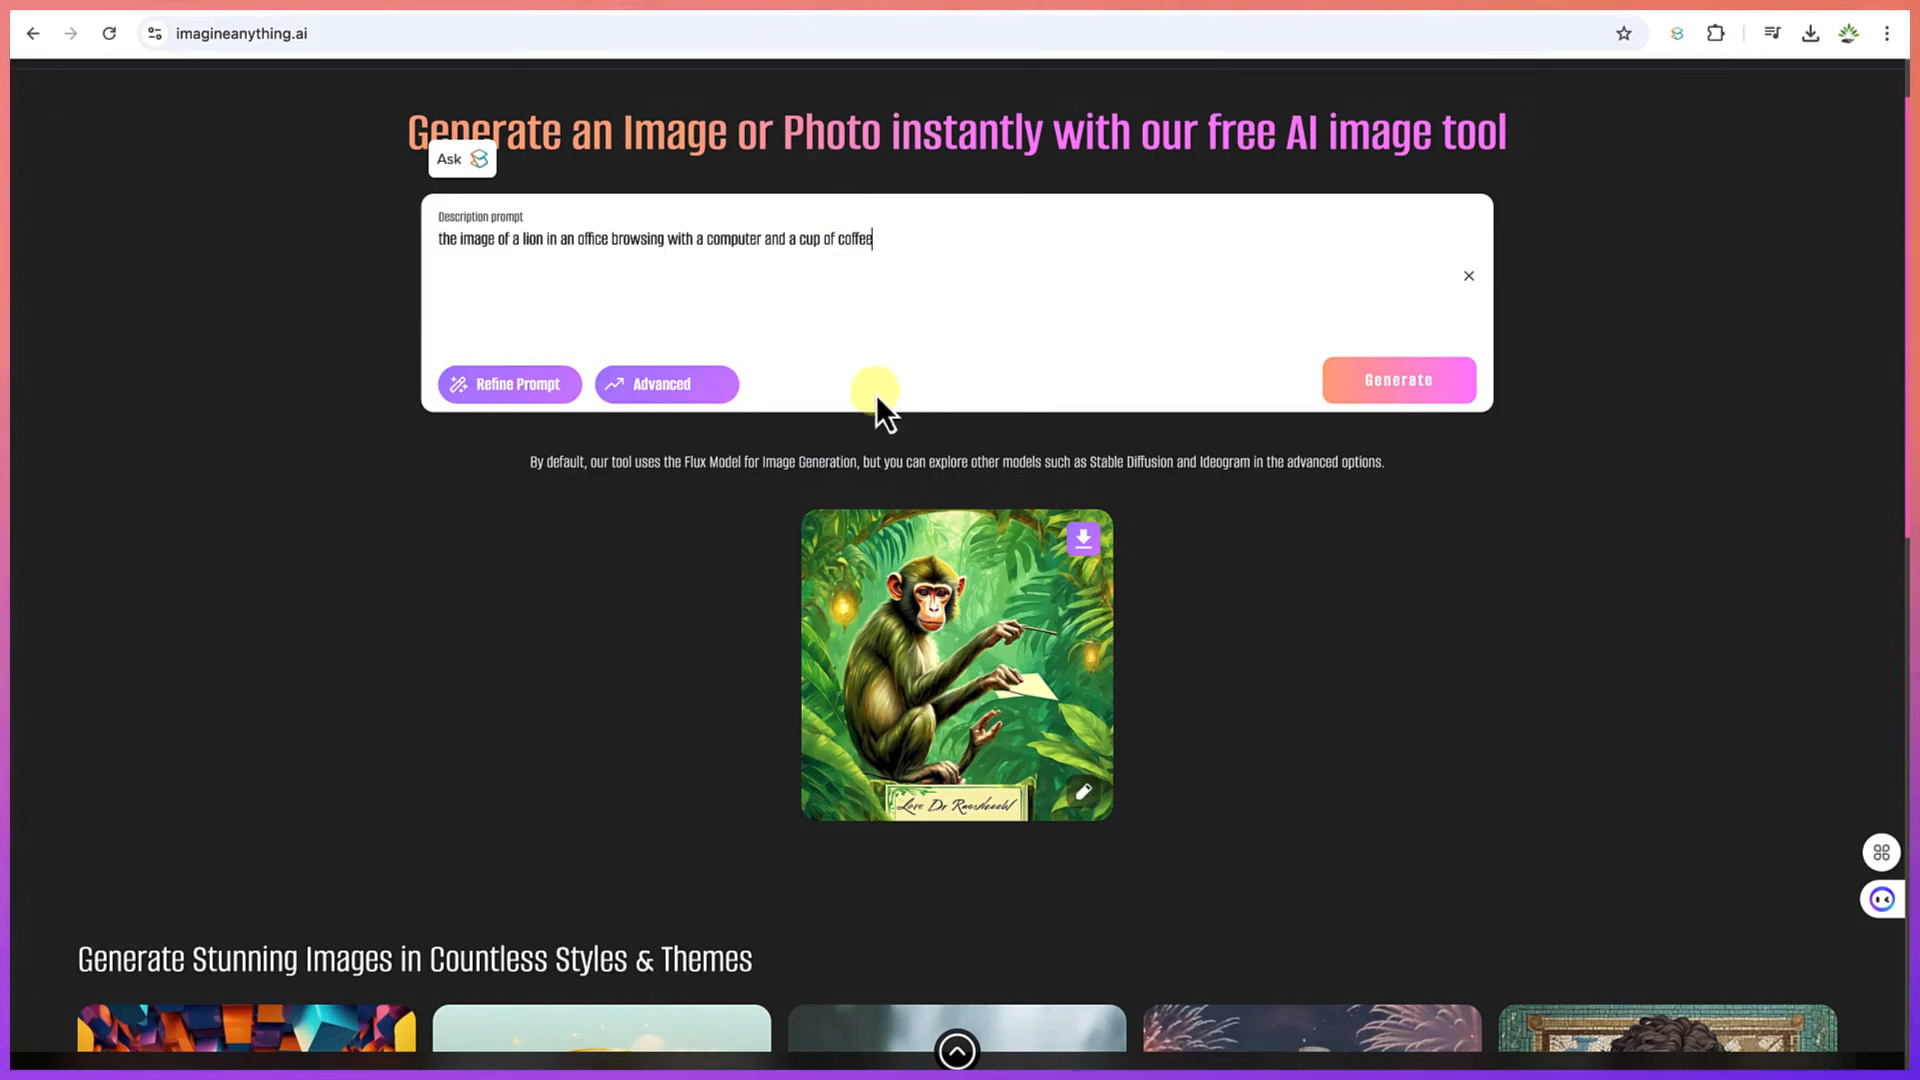 imagineanything.ai
Generate an Image or Photo instantly with our free AI image tool
Ask
Description prompt
the image of a lion in an office browsing with a computer and a cup of coffee
Refine Prompt
Advanced
Generate
By default, our tool uses the Flux Model for Image Generation, but you can explore other models such as Stable Diffusion and Ideogram in the advanced options.
Love Dr
Generate Stunning Images in Countless Styles & Themes